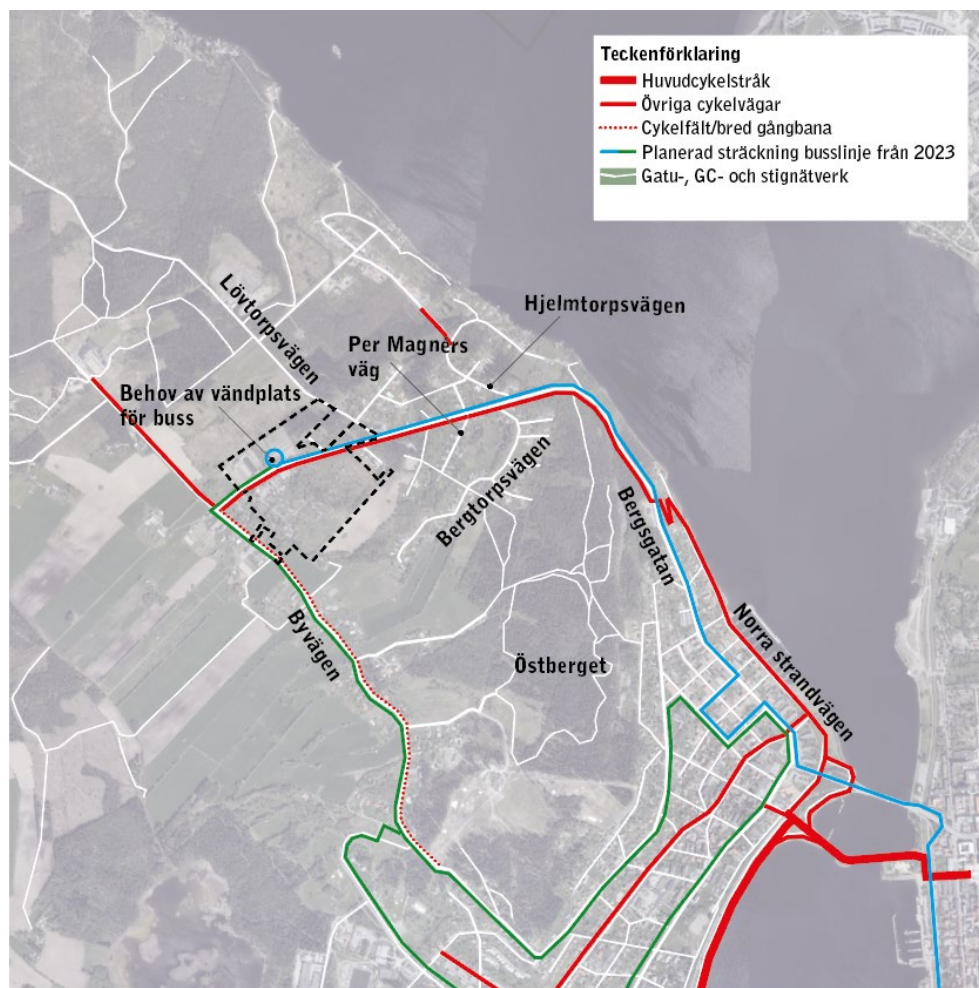 Teckenförklaring
Huvudcykelstråk
Övriga cykelvägar
Cykelfält/bred gångbana
Planerad sträckning busslinje från 2023
Gatu-, GC- och stignätverk
Lövtorpsvägen
Hjelmtorpsvägen
Per Magners
väg
Behov av vändplats
för buss
Bergtorpsvägen
Bergsgatan
Byvägen
Östberget
Norra strandvägen